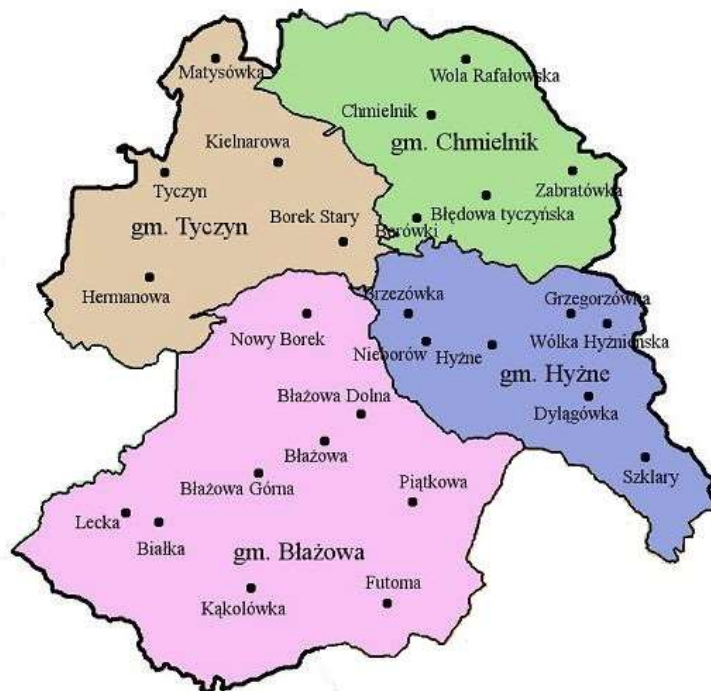 Matysówka
Wola Rafałowska
Chmielnik
gm. Chmielnik
Kielnarowa
Tyczyn
Zabratówka
Borek Stary
Błędowa tyczyńska
gm. Tyczyn
Borówki
Hermanowa
Brzezówka
Grzegorzówka
Nowy Borek
Nieborów
Hyżne
Wólka Hyżnieńska
gm. Hyżne
Błażowa Dolna
Dylągówka
Błażowa
Szklary
Błażowa Górna
Piątkowa
Lecka
Białka
gm. Błażowa
Kąkolówka
Futoma